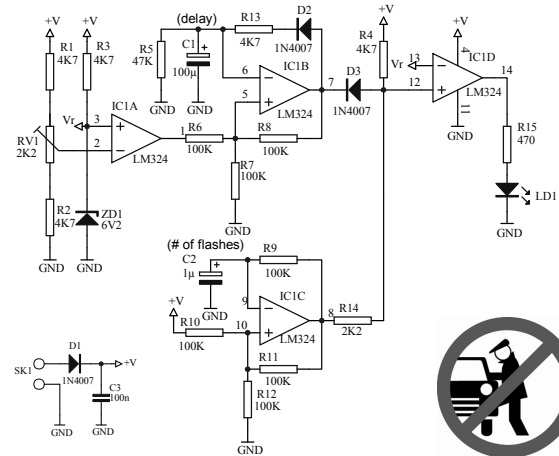 (delay)
+V
+V
R1
4K7
R3
4K7
R5
47K
C1
100µ
+
R13
4K7
D2
1N4007
+V
R4
4K7
+V
4
IC1D
Vr
13
14
12
LM324
11
GND
GND
GND
6
IC1B
7
D3
5
LM324
1N4007
Vr
3
IC1A
RV1
2K2
2
LM324
1
R6
100K
R8
100K
R7
100K
GND
R15
470
LD1
GND
R2
4K7
ZD1
6V2
GND
GND
(# of flashes)
C2
1µ
+
R9
100K
+V
GND
9
IC1C
8
R14
2K2
R10
100K
10
LM324
R11
100K
R12
100K
GND
D1
+V
SK1
1N4007
C3
100n
GND
GND